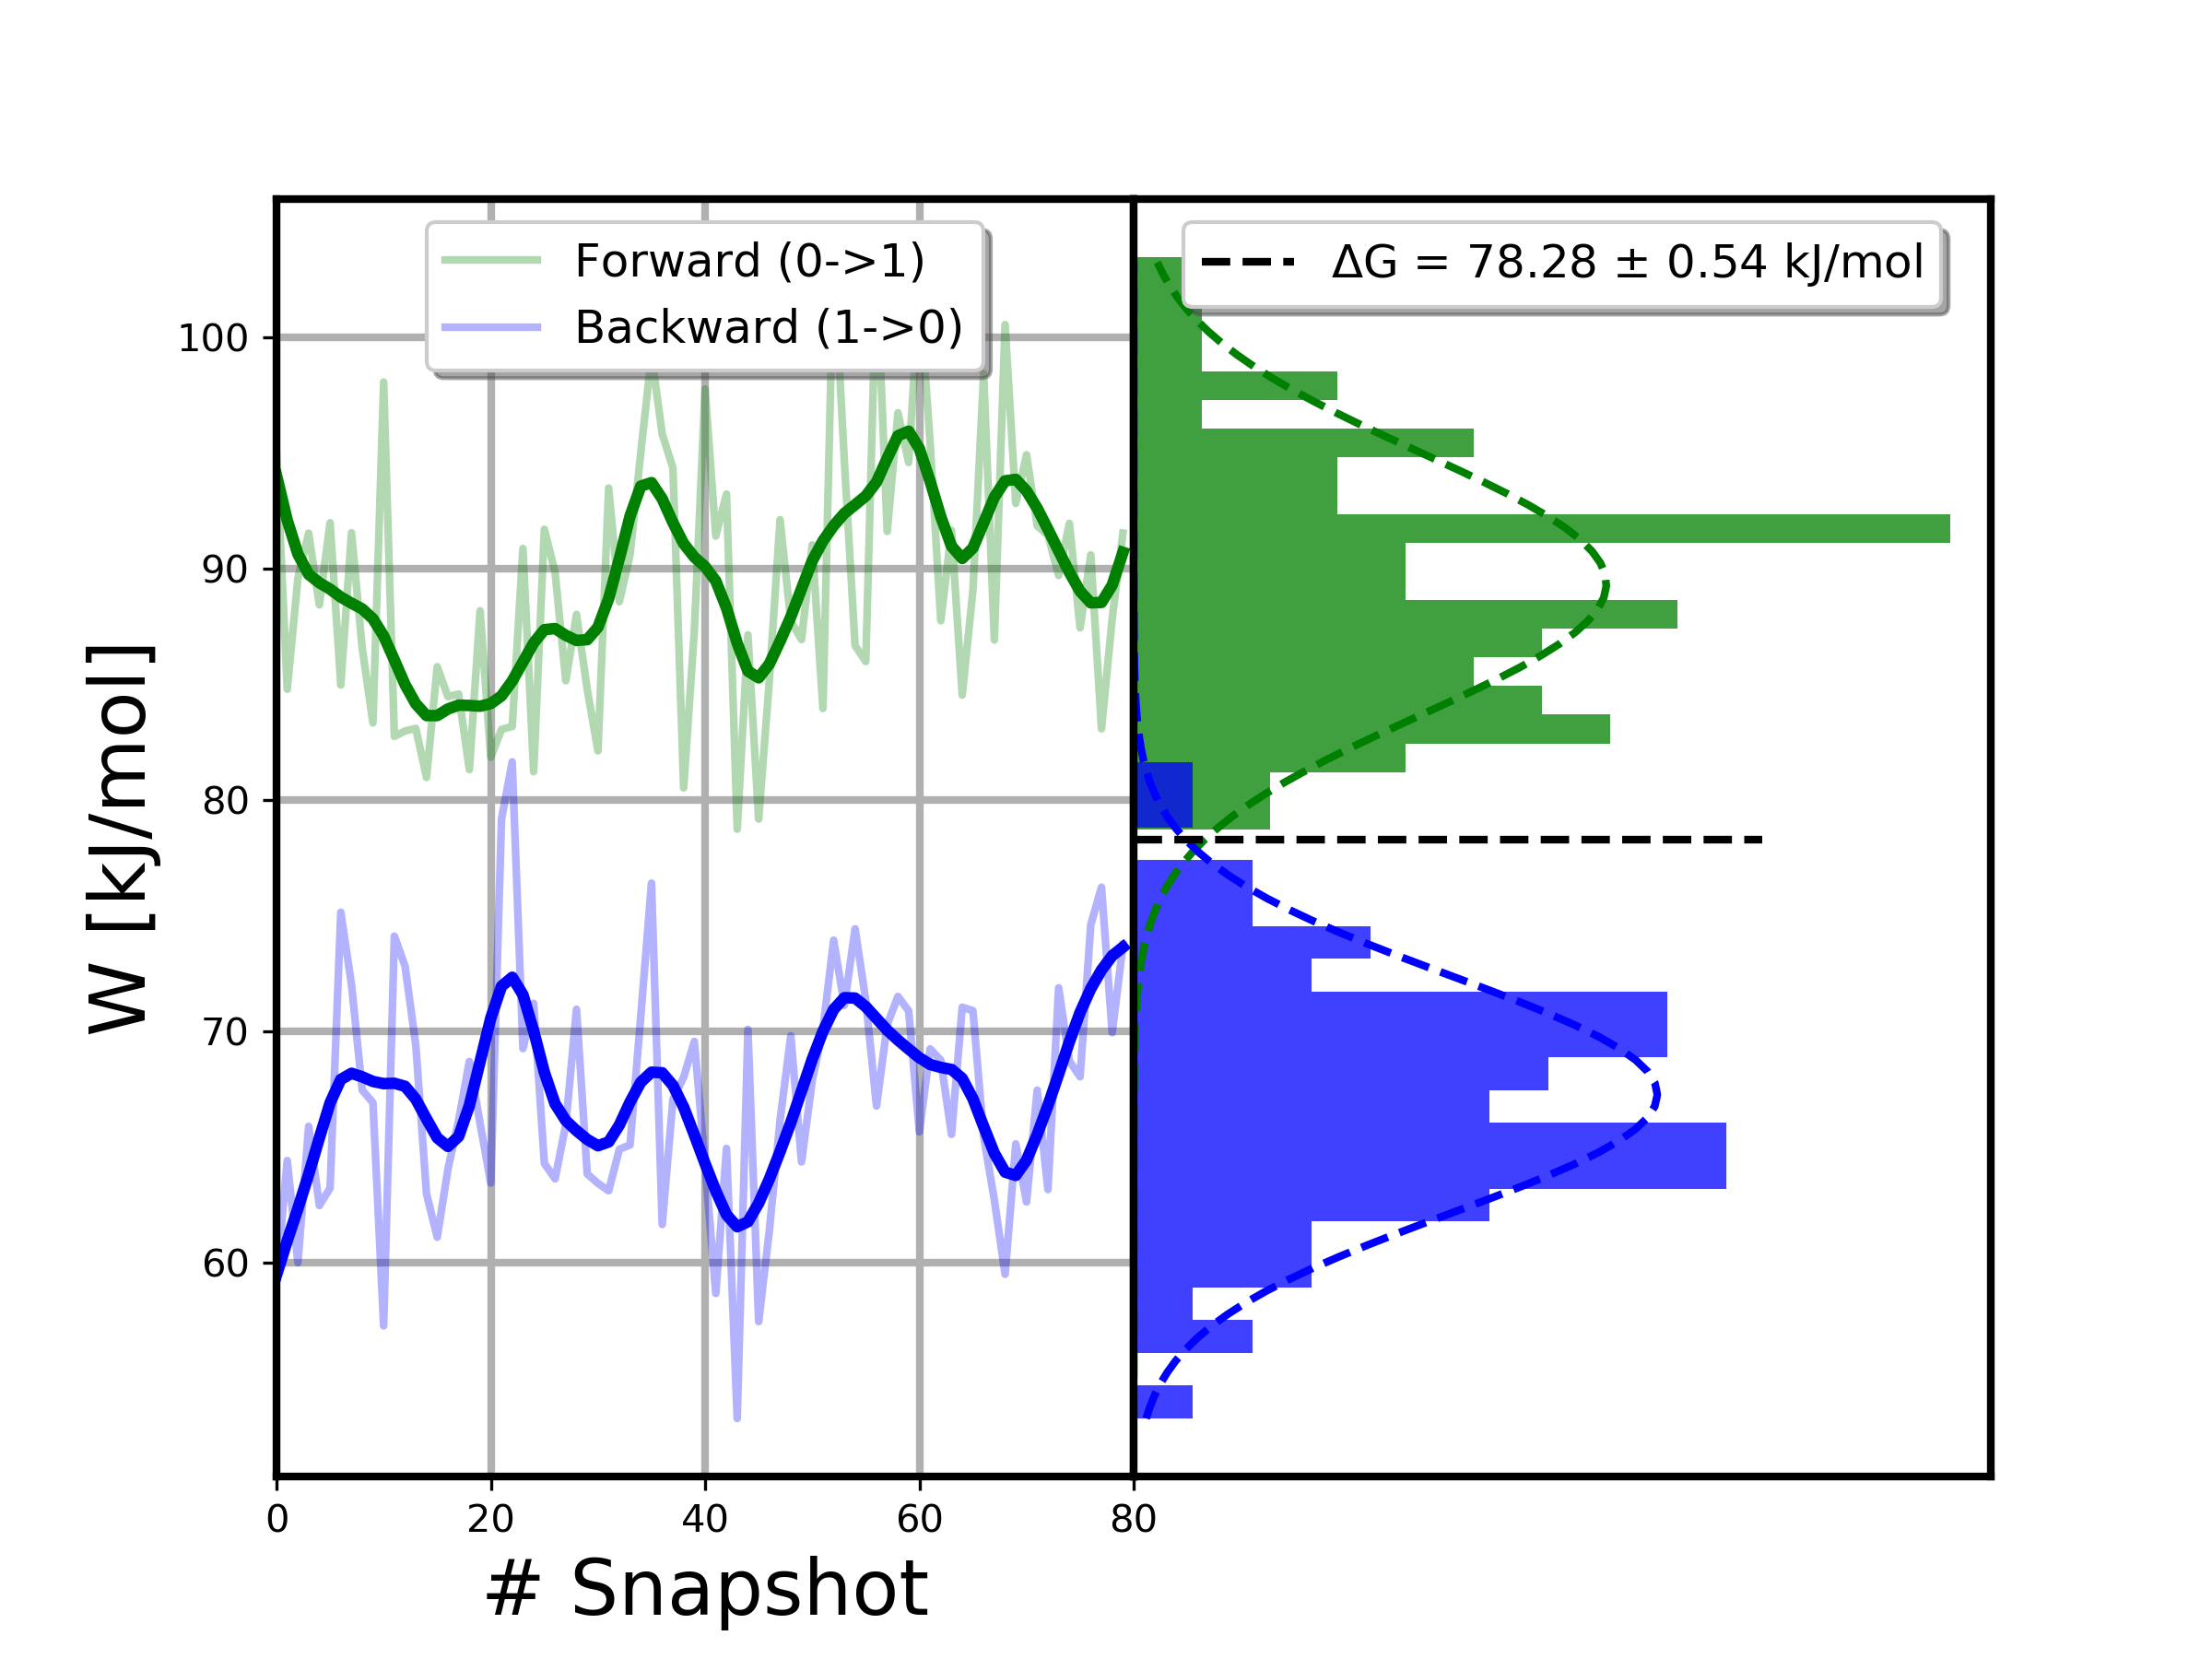 Forward (0->1)
Backward (1->0)
ΔG = 78.28 ± 0.54 kJ/mol
W [kJ/mol]
100
90
80
70
60
0
20
40
60
80
# Snapshot